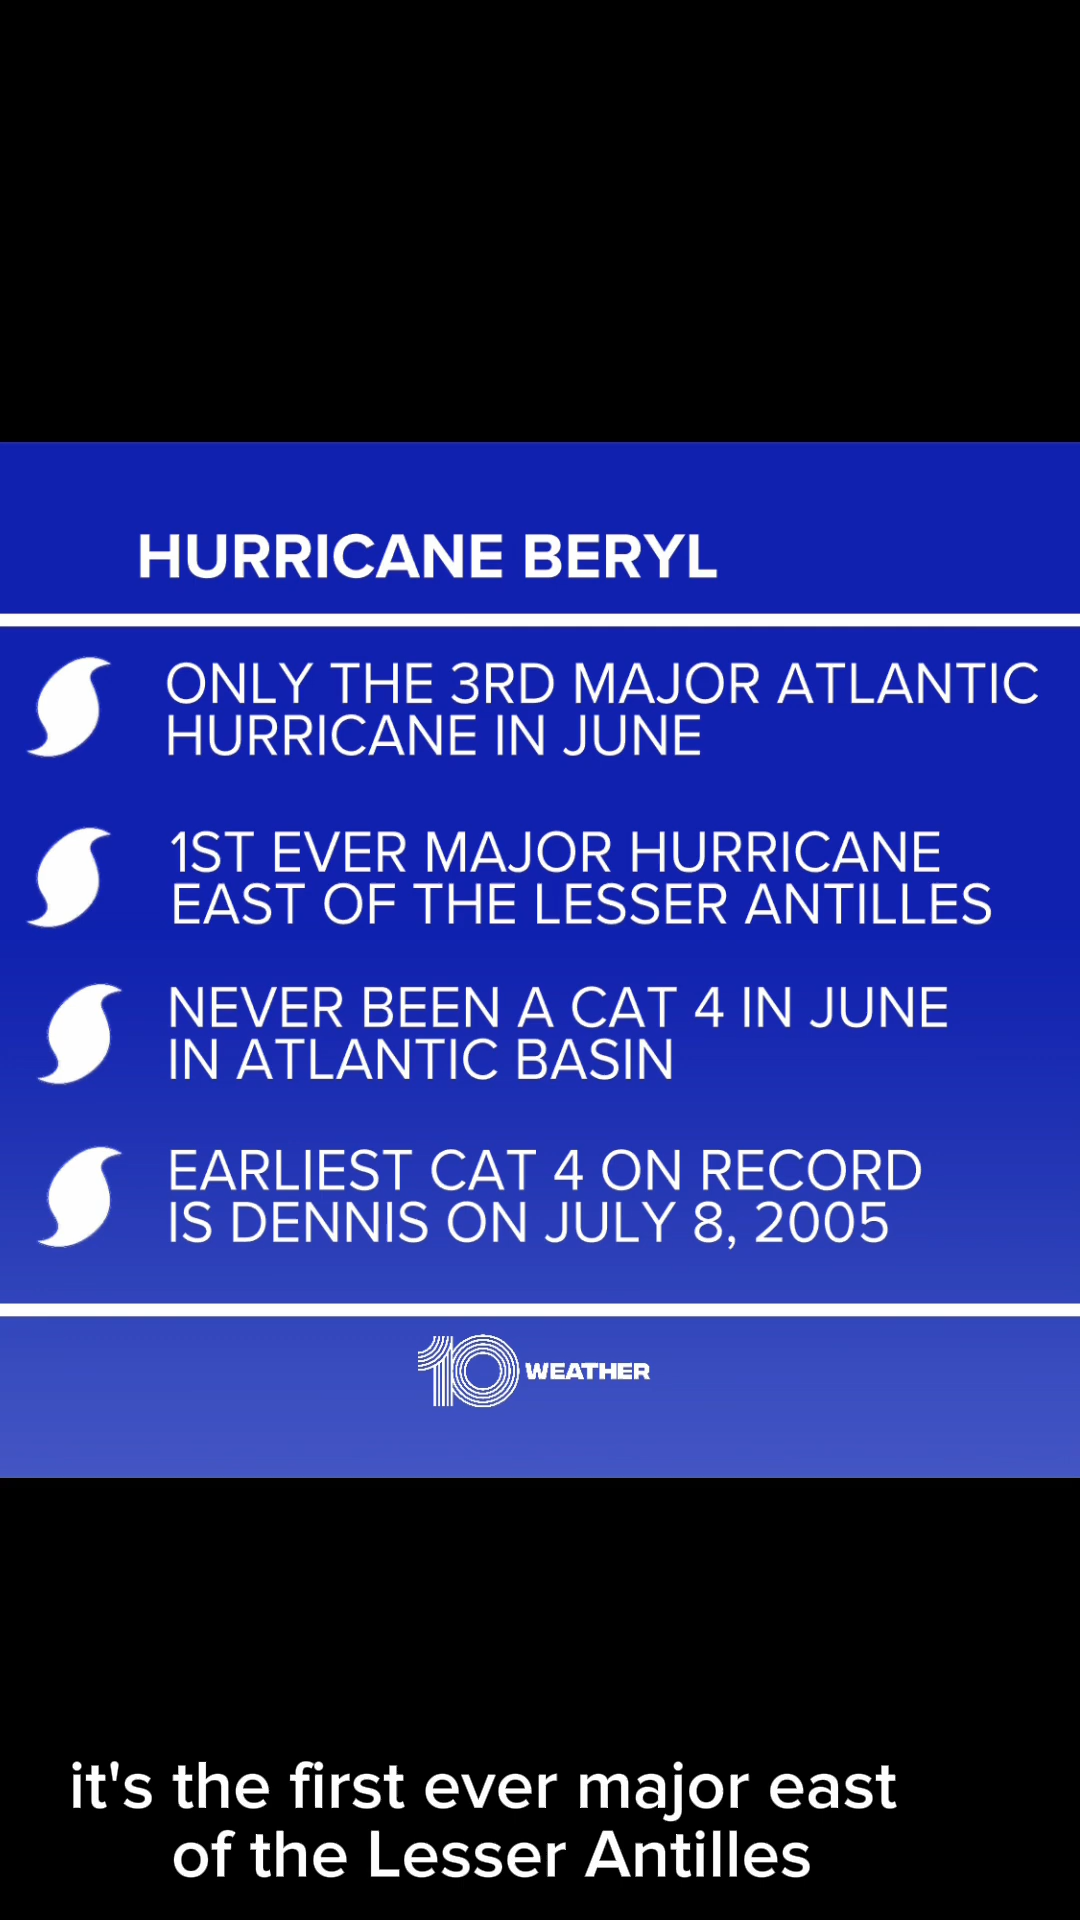 HURRICANE BERYL
ONLY THE 3RD MAJOR ATLANTIC
HURRICANE IN JUNE
1ST EVER MAJOR HURRICANE
EAST OF THE LESSER ANTILLES
NEVER BEEN A CAT 4 IN JUNE
IN ATLANTIC BASIN
EARLIEST CAT 4 ON RECORD
IS DENNIS ON JULY 8, 2005
10 WEATHER
it's the first ever major east
of the Lesser Antilles